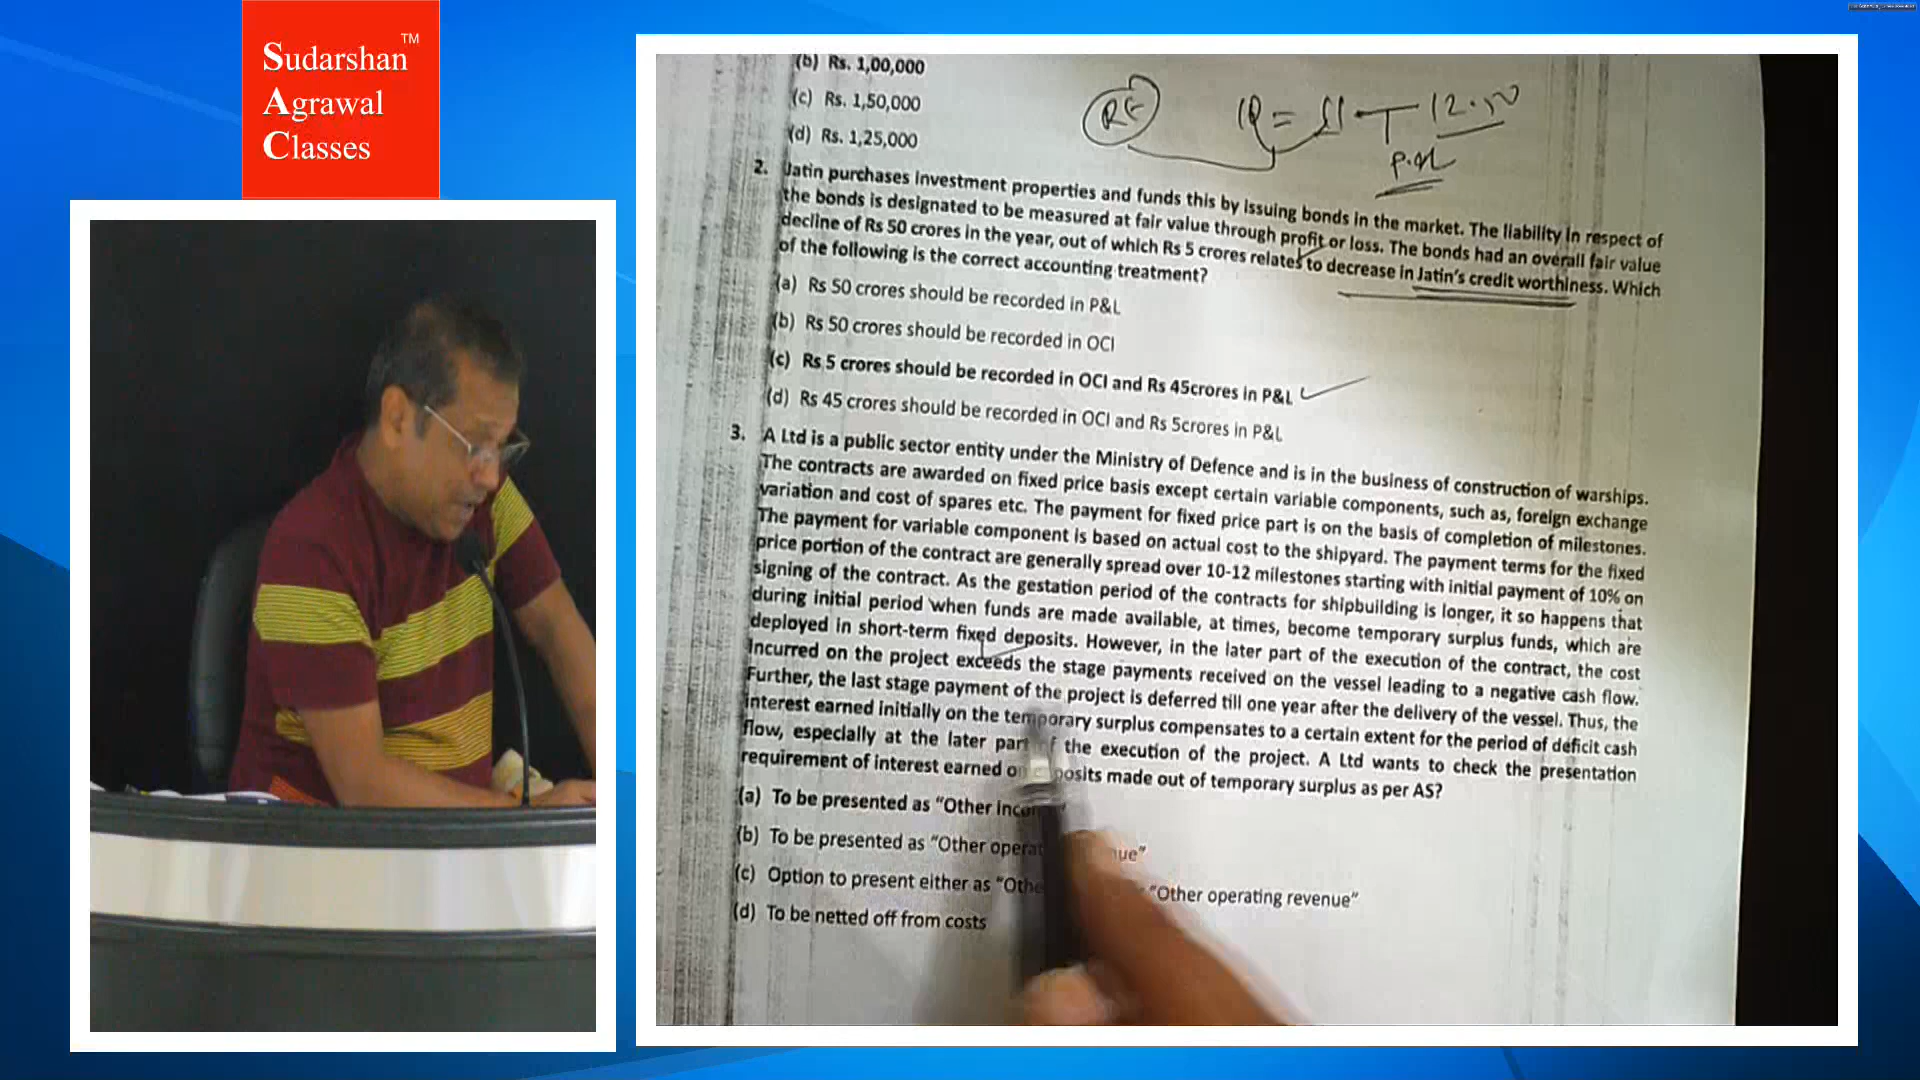 Sudarshan TM
Agrawal
Classes
(b) Rs. 1,00,000
(c) Rs. 1,50,000
(d) Rs. 1,25,000
2. Jatin purchases investment properties and funds this by issuing bonds in the market. The liability in respect of
the bonds is designated to be measured at fair value through profit or loss. The bonds had an overall fair value
decline of Rs 50 crores in the year, out of which Rs 5 crores relates to decrease in Jatin's credit worthiness. Which
of the following is the correct accounting treatment?
(a) Rs 50 crores should be recorded in P&L
(b) Rs 50 crores should be recorded in OCI
(c) Rs 5 crores should be recorded in OCI and Rs 45crores in P&L
(d) Rs 45 crores should be recorded in OCI and Rs 5crores in P&L
3. A Ltd is a public sector entity under the Ministry of Defence and is in the business of construction of warships.
The contracts are awarded on fixed price basis except certain variable components, such as, foreign exchange
variation and cost of spares etc. The payment for fixed price part is on the basis of completion of milestones.
The payment for variable component is based on actual cost to the shipyard. The payment terms for the fixed
price portion of the contract are generally spread over 10-12 milestones starting with initial payment of 10% on
signing of the contract. As the gestation period of the contracts for shipbuilding is longer, it so happens that
during initial period when funds are made available, at times, become temporary surplus funds, which are
deployed in short-term fixed deposits. However, in the later part of the execution of the contract, the cost
incurred on the project exceeds the stage payments received on the vessel leading to a negative cash flow.
Further, the last stage payment of the project is deferred till one year after the delivery of the vessel. Thus, the
interest earned initially on the temporary surplus compensates to a certain extent for the period of deficit cash
flow, especially at the later part of the execution of the project. A Ltd wants to check the presentation
requirement of interest earned on posits made out of temporary surplus as per AS?
(a) To be presented as "Other Inco
(b) To be presented as "Other operat nue"
(c) Option to present either as "Othe "Other operating revenue"
(d) To be netted off from costs